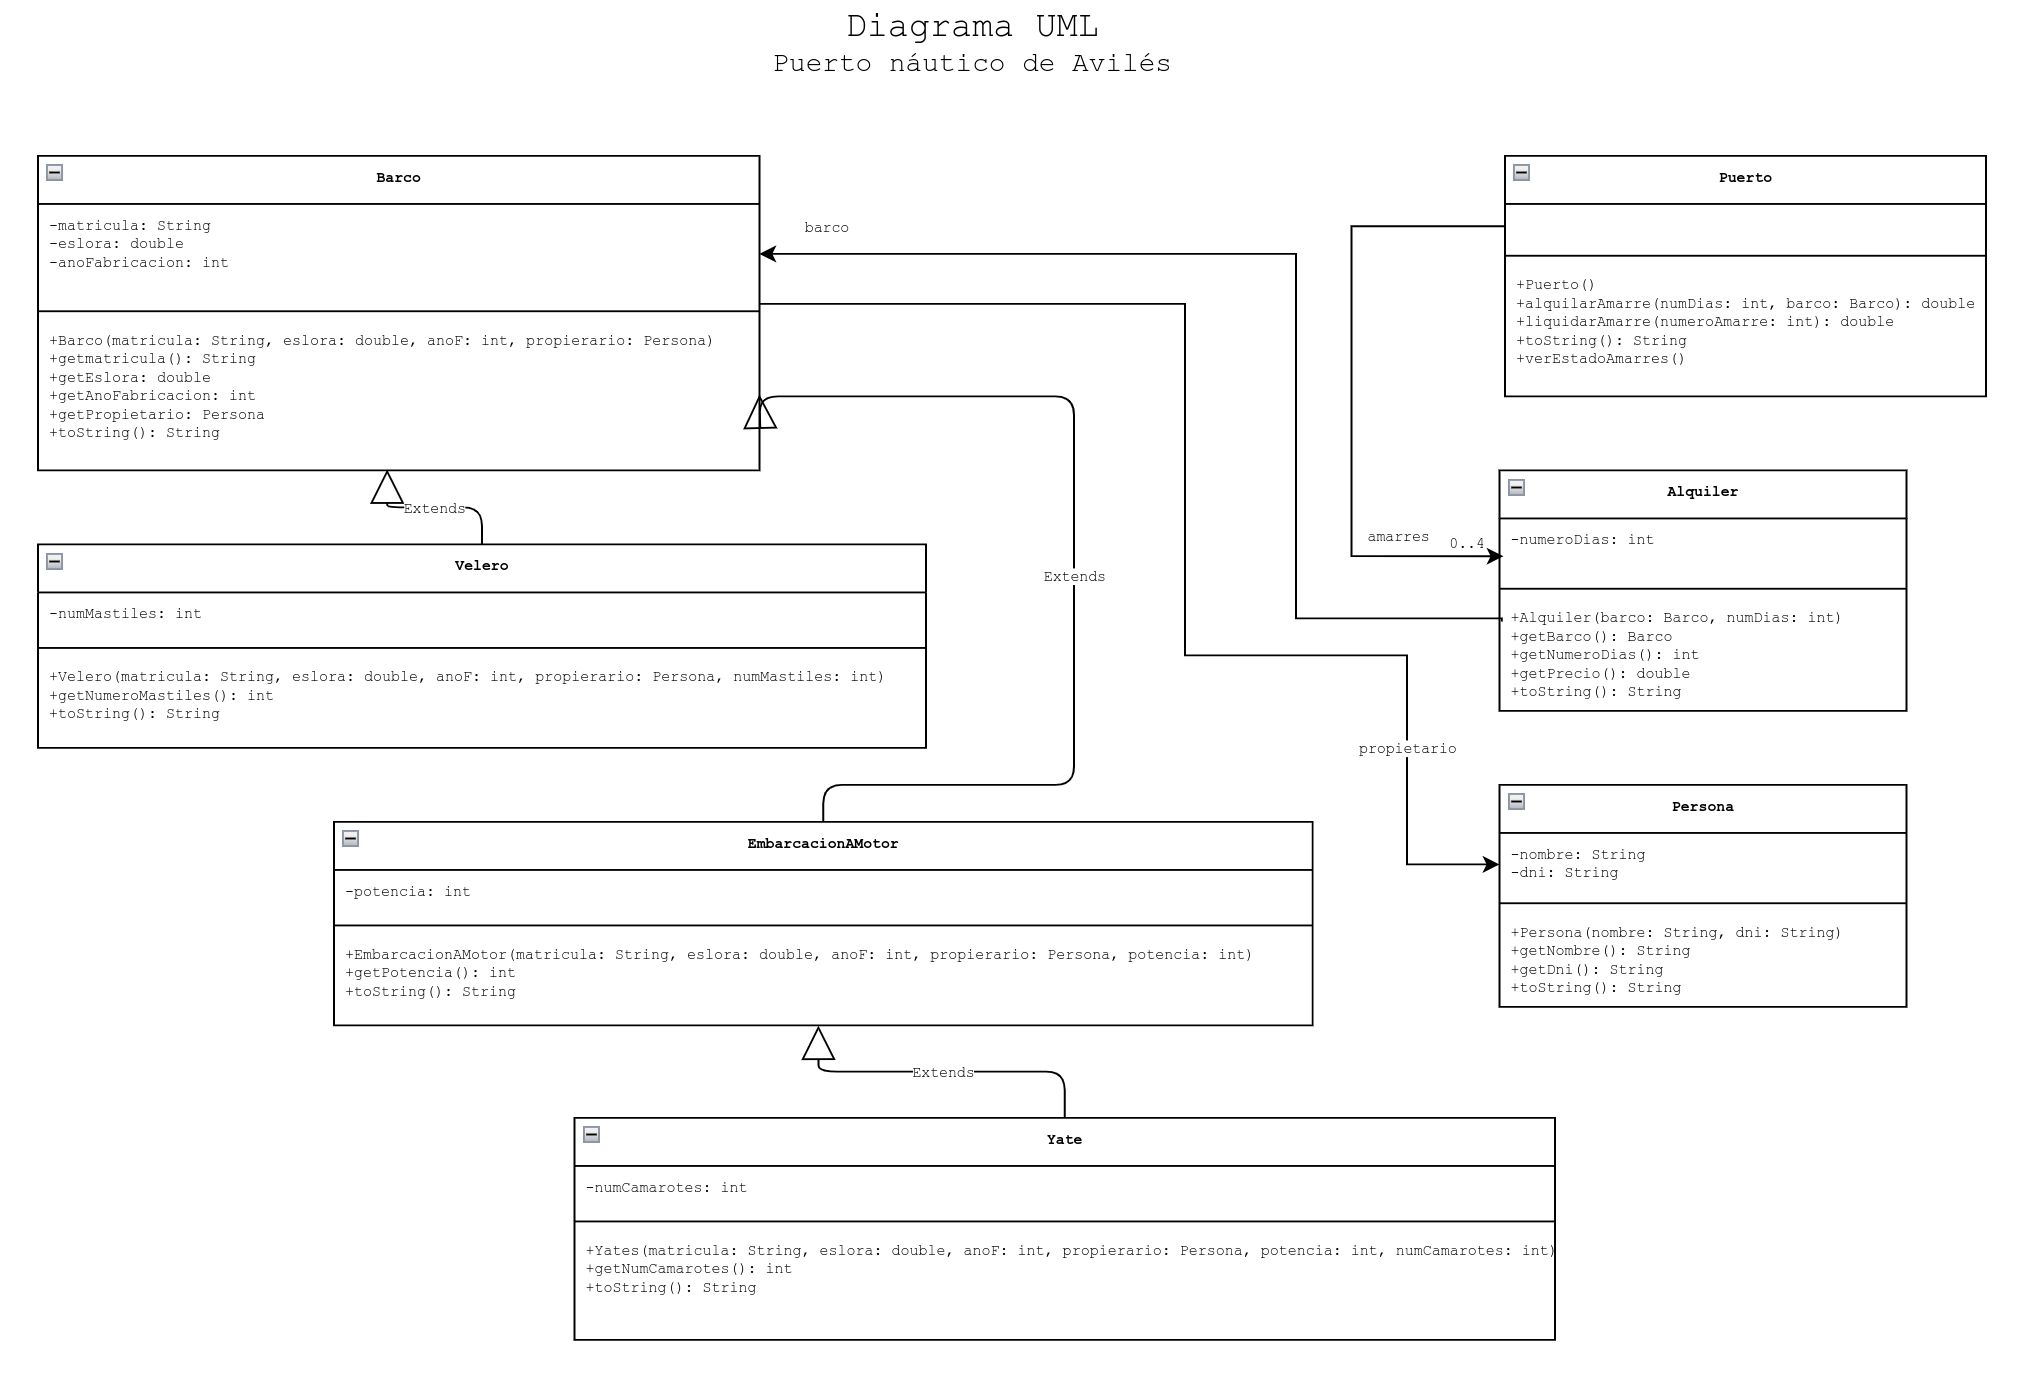 Diagrama UML
Puerto náutico de Avilés
Barco
-matricula: String
-eslora: double
-anoFabricacion: int
+Barco(matricula: String, eslora: double, anoF: int, propierario: Persona)
+getmatricula(): String
+getEslora: double
+getAnoFabricacion: int
+getPropietario: Persona
+toString(): String
barco
Puerto
+Puerto()
+alquilarAmarre(numDias: int, barco: Barco): double
+liquidarAmarre(numeroAmarre: int): double
+toString(): String
+verEstadoAmarres()
Extends
Velero
-numMastiles: int
+Velero(matricula: String, eslora: double, anoF: int, propierario: Persona, numMastiles: int)
+getNumeroMastiles(): int
+toString(): String
Extends
amarres
0..4
Alquiler
-numeroDias: int
+Alquiler(barco: Barco, numDias: int)
+getBarco(): Barco
+getNumeroDias(): int
+getPrecio(): double
+toString(): String
propietario
Persona
-nombre: String
-dni: String
+Persona(nombre: String, dni: String)
+getNombre(): String
+getDni(): String
+toString(): String
EmbarcacionAMotor
-potencia: int
+EmbarcacionAMotor(matricula: String, eslora: double, anoF: int, propierario: Persona, potencia: int)
+getPotencia(): int
+toString(): String
Extends
Yate
-numCamarotes: int
+Yates(matricula: String, eslora: double, anoF: int, propierario: Persona, potencia: int, numCamarotes: int)
+getNumCamarotes(): int
+toString(): String